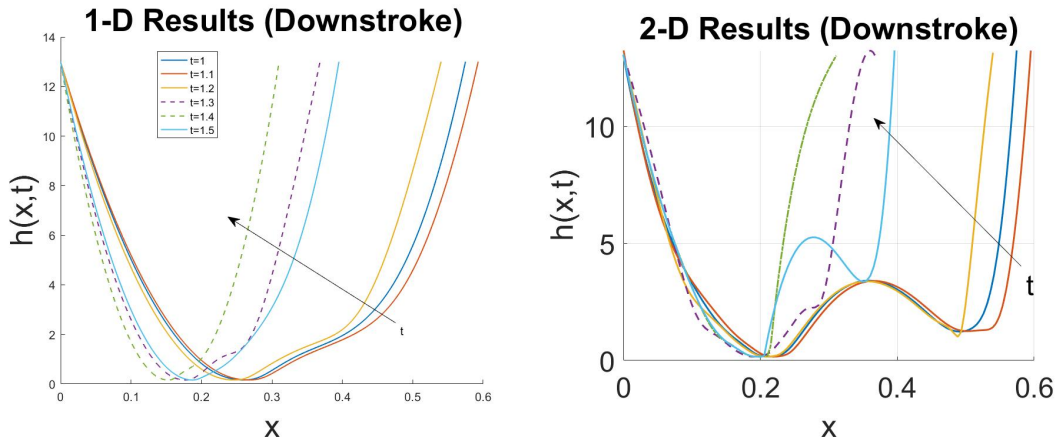 1-D Results (Downstroke)
14
12
10
8
6
4
2
0
h(x,t)
t=1
t=1.1
t=1.2
t=1.3
t=1.4
t=1.5
t
0
0.1
0.2
0.3
0.4
0.5
0.6
x
2-D Results (Downstroke)
10
5
0
h(x,t)
t
0
0.2
0.4
0.6
x